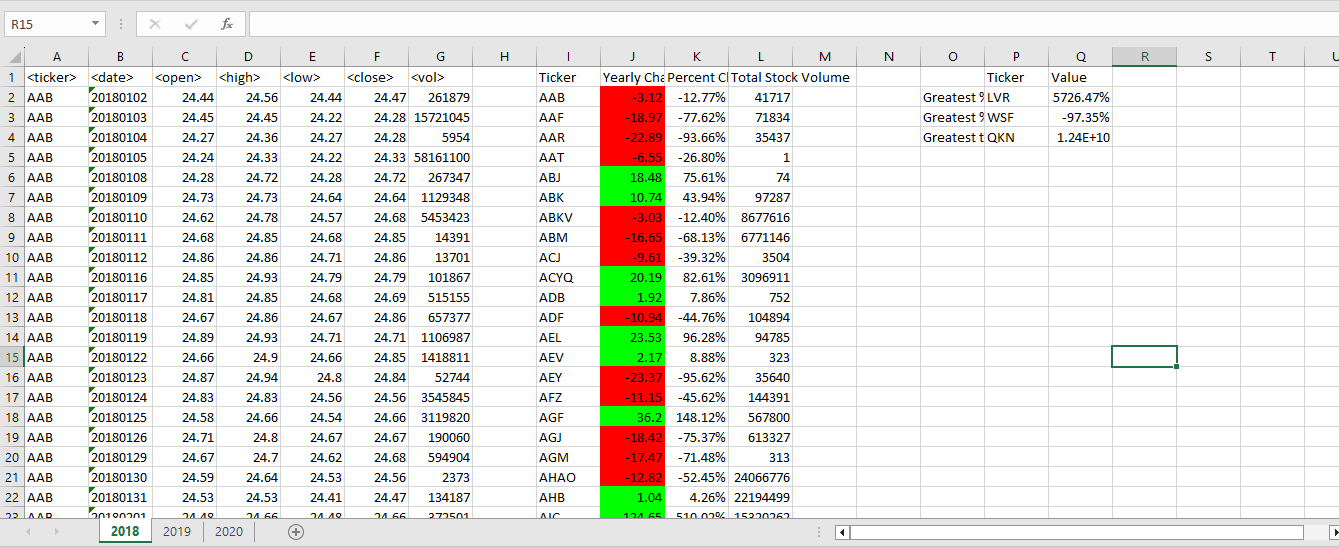 R15 fx
A B C D E F G H I J K L M N O P Q R S T U
1 <ticker> <date> <open> <high> <low> <close> <vol> Ticker Yearly Cha Percent Cl Total Stock Volume Ticker Value
2 AAB 20180102 24.44 24.56 24.44 24.47 261879 AAB -3.12 -12.77% 41717 Greatest % LVR 5726.47%
3 AAB 20180103 24.45 24.45 24.22 24.28 15721045 AAF -18.97 -77.62% 71834 Greatest % WSF -97.35%
4 AAB 20180104 24.27 24.36 24.27 24.28 5954 AAR -22.89 -93.66% 35437 Greatest t QKN 1.24E+10
5 AAB 20180105 24.24 24.33 24.22 24.33 58161100 AAT -6.55 -26.80% 1
6 AAB 20180108 24.28 24.72 24.28 24.72 267347 ABJ 18.48 75.61% 74
7 AAB 20180109 24.73 24.73 24.64 24.64 1129348 ABK 10.74 43.94% 97287
8 AAB 20180110 24.62 24.78 24.57 24.68 5453423 ABKV -3.03 -12.40% 8677616
9 AAB 20180111 24.68 24.85 24.68 24.85 14391 ABM -16.65 -68.13% 6771146
10 AAB 20180112 24.86 24.86 24.71 24.86 13701 ACJ -9.61 -39.32% 3504
11 AAB 20180116 24.85 24.93 24.79 24.79 101867 ACYQ 20.19 82.61% 3096911
12 AAB 20180117 24.81 24.85 24.68 24.69 515155 ADB 1.92 7.86% 752
13 AAB 20180118 24.67 24.86 24.67 24.86 657377 ADF -10.94 -44.76% 104894
14 AAB 20180119 24.89 24.93 24.71 24.71 1106987 AEL 23.53 96.28% 94785
15 AAB 20180122 24.66 24.9 24.66 24.85 1418811 AEV 2.17 8.88% 323
16 AAB 20180123 24.87 24.94 24.8 24.84 52744 AEY -23.37 -95.62% 35640
17 AAB 20180124 24.83 24.83 24.56 24.56 3545845 AFZ -11.15 -45.62% 144391
18 AAB 20180125 24.58 24.66 24.54 24.66 3119820 AGF 36.2 148.12% 567800
19 AAB 20180126 24.71 24.8 24.67 24.67 190060 AGJ -18.42 -75.37% 613327
20 AAB 20180129 24.67 24.7 24.62 24.68 594904 AGM -17.47 -71.48% 313
21 AAB 20180130 24.59 24.64 24.53 24.56 2373 AHAO -12.82 -52.45% 24066776
22 AAB 20180131 24.53 24.53 24.41 24.47 134187 AHB 1.04 4.26% 22194499
23 AAB 20180201 24.48 24.66 24.48 24.66 372501 AIC 124.65 510.02% 15320262
2018 2019 2020